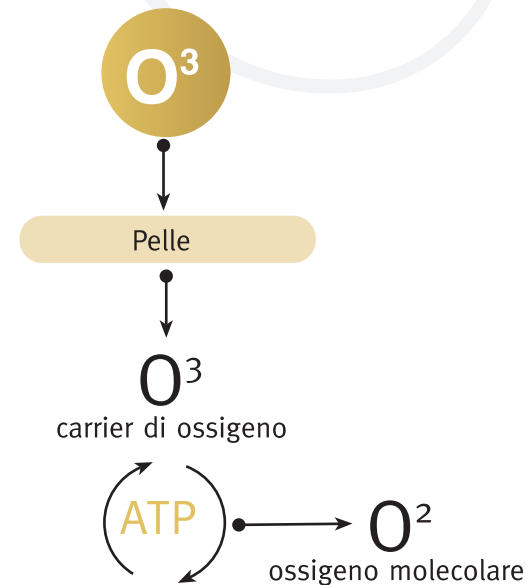 O³
Pelle
O³
carrier di ossigeno
ATP
O²
ossigeno molecolare